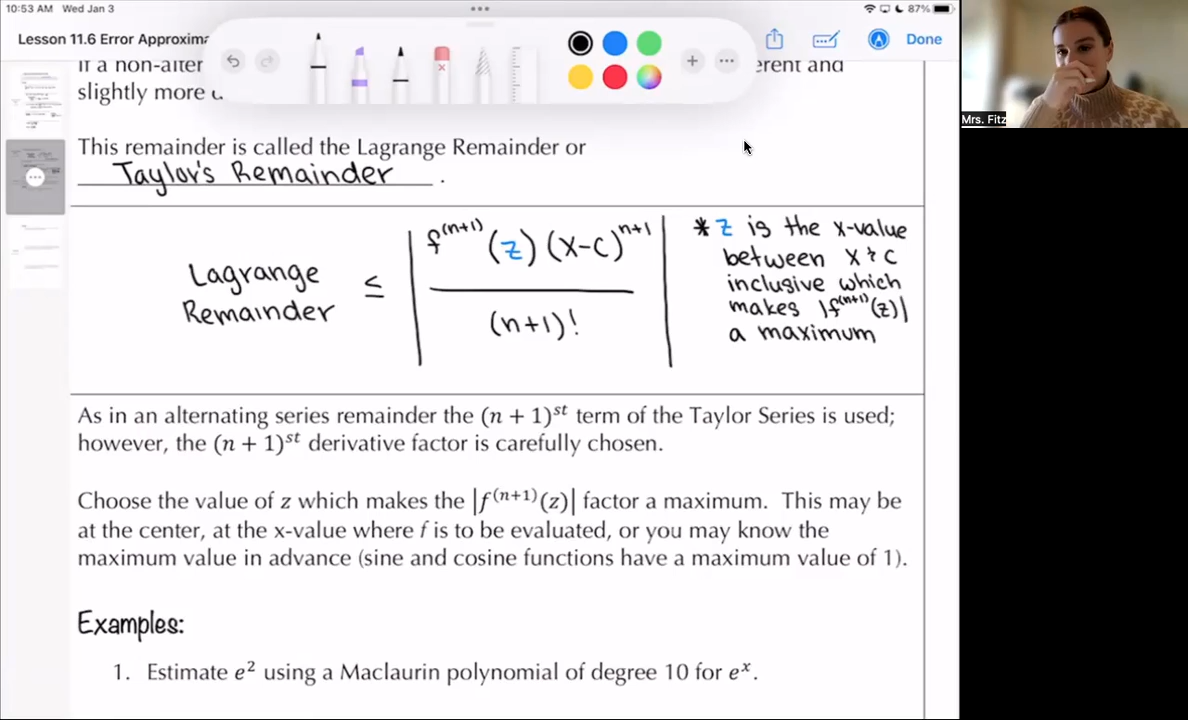 10:53 AM Wed Jan 3
87%
Lesson 11.6 Error Approxima
Done
If a non-alter erent and
slightly more
This remainder is called the Lagrange Remainder or
Taylor's Remainder .
Lagrange Remainder ≤ | f^(n+1) (z) (x-c)^n+1 / (n+1)! |
* z is the x-value
between x & c
inclusive which
makes |f^(n+1)(z)|
a maximum
As in an alternating series remainder the (n + 1)^st term of the Taylor Series is used;
however, the (n + 1)^st derivative factor is carefully chosen.
Choose the value of z which makes the |f^(n+1)(z)| factor a maximum. This may be
at the center, at the x-value where f is to be evaluated, or you may know the
maximum value in advance (sine and cosine functions have a maximum value of 1).
Examples:
1. Estimate e² using a Maclaurin polynomial of degree 10 for e^x.
Mrs. Fitz